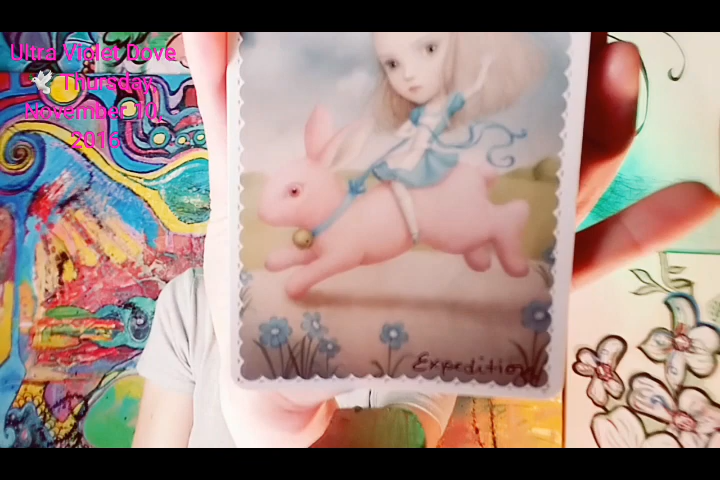 Ultra Violet Dove
🕊 Thursday,
November 10,
2016
Expedition